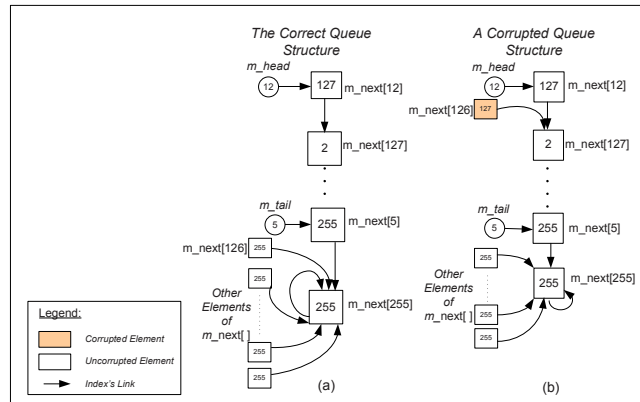 The Correct Queue
Structure
m_head
12
127
m_next[12]
2
m_next[127]
m_tail
5
255
m_next[5]
m_next[126]
255
255
Other
Elements
of
m_next[ ]
255
m_next[255]
255
255
(a)
A Corrupted Queue
Structure
m_head
12
127
m_next[12]
m_next[126]
127
2
m_next[127]
m_tail
5
255
m_next[5]
255
Other
Elements
of
m_next[ ]
255
m_next[255]
255
255
(b)
Legend:
Corrupted Element
Uncorrupted Element
Index's Link